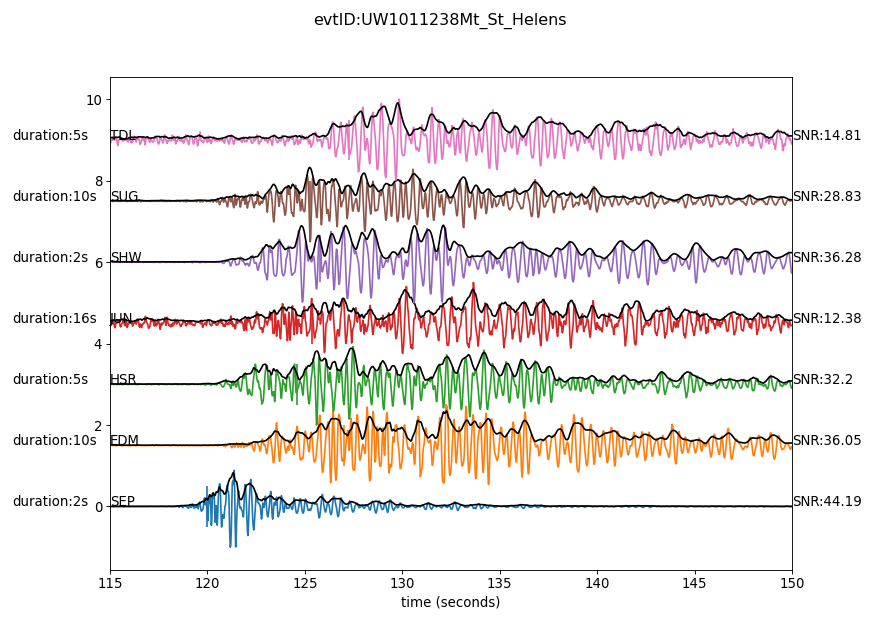 evtID:UW1011238Mt_St_Helens
10
duration:5s TDL SNR:14.81
8
duration:10s SUG SNR:28.83
duration:2s SHW SNR:36.28
6
duration:16s JUN SNR:12.38
4
duration:5s HSR SNR:32.2
2
duration:10s EDM SNR:36.05
duration:2s SEP SNR:44.19
0
115 120 125 130 135 140 145 150
time (seconds)